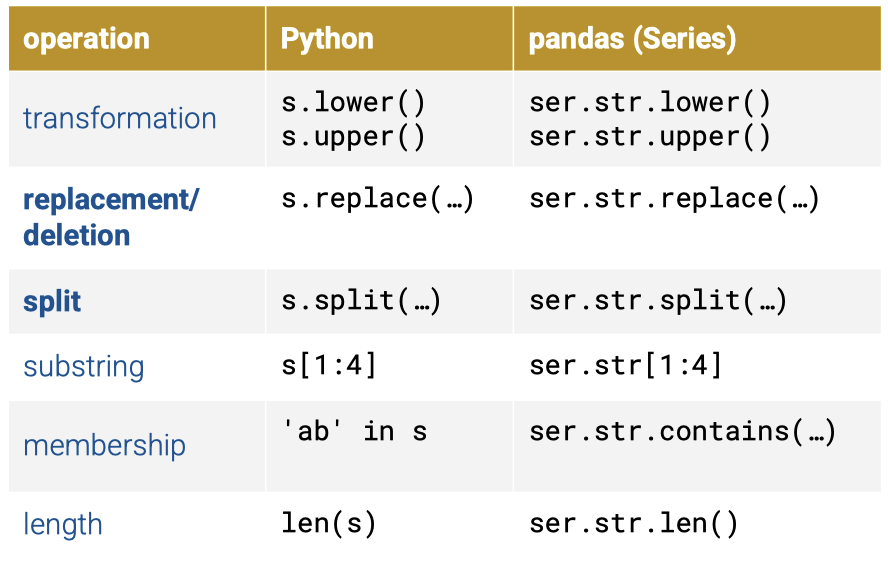 operation Python pandas (Series)
transformation s.lower() ser.str.lower()
s.upper() ser.str.upper()
replacement/ s.replace(…) ser.str.replace(…)
deletion
split s.split(…) ser.str.split(…)
substring s[1:4] ser.str[1:4]
membership 'ab' in s ser.str.contains(…)
length len(s) ser.str.len()